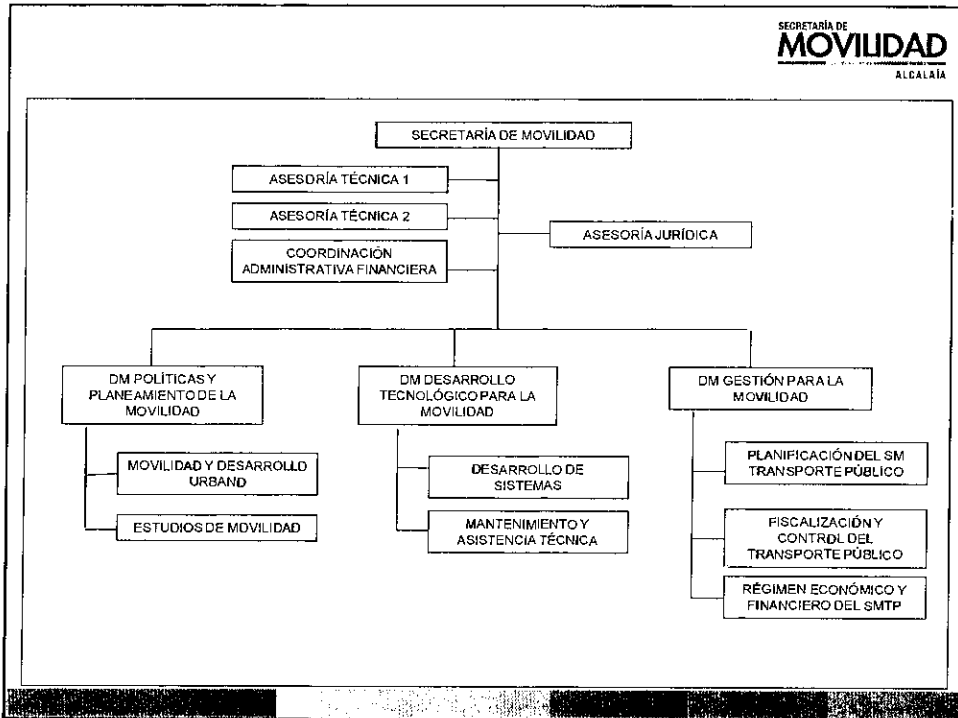 SECRETARÍA DE
MOVILIDAD
ALCALAÍA
SECRETARÍA DE MOVILIDAD
ASESORÍA TÉCNICA 1
ASESORÍA TÉCNICA 2
ASESORÍA JURÍDICA
COORDINACIÓN
ADMINISTRATIVA FINANCIERA
DM POLÍTICAS Y
PLANEAMIENTO DE LA
MOVILIDAD
MOVILIDAD Y DESARROLLO
URBANO
ESTUDIOS DE MOVILIDAD
DM DESARROLLO
TECNOLÓGICO PARA LA
MOVILIDAD
DESARROLLO DE
SISTEMAS
MANTENIMIENTO Y
ASISTENCIA TÉCNICA
DM GESTIÓN PARA LA
MOVILIDAD
PLANIFICACIÓN DEL SM
TRANSPORTE PÚBLICO
FISCALIZACIÓN Y
CONTROL DEL
TRANSPORTE PÚBLICO
RÉGIMEN ECONÓMICO Y
FINANCIERO DEL SMTP